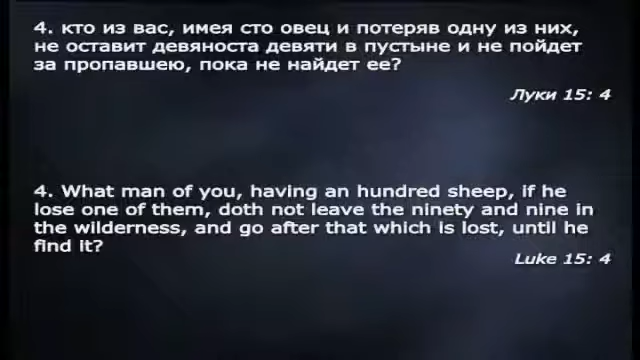 4. кто из вас, имея сто овец и потеряв одну из них,
не оставит девяноста девяти в пустыне и не пойдет
за пропавшею, пока не найдет ее?
Луки 15: 4
4. What man of you, having an hundred sheep, if he
lose one of them, doth not leave the ninety and nine in
the wilderness, and go after that which is lost, until he
find it?
Luke 15: 4